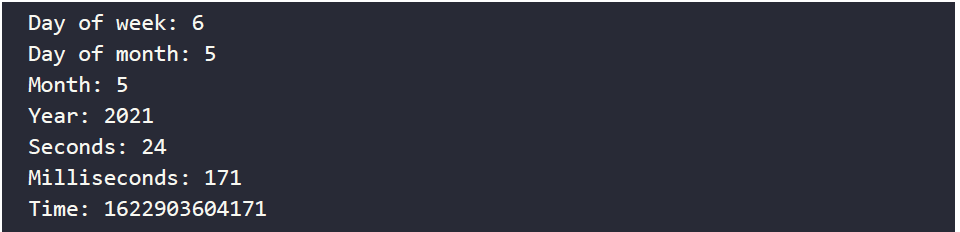 Day of week: 6
Day of month: 5
Month: 5
Year: 2021
Seconds: 24
Milliseconds: 171
Time: 1622903604171